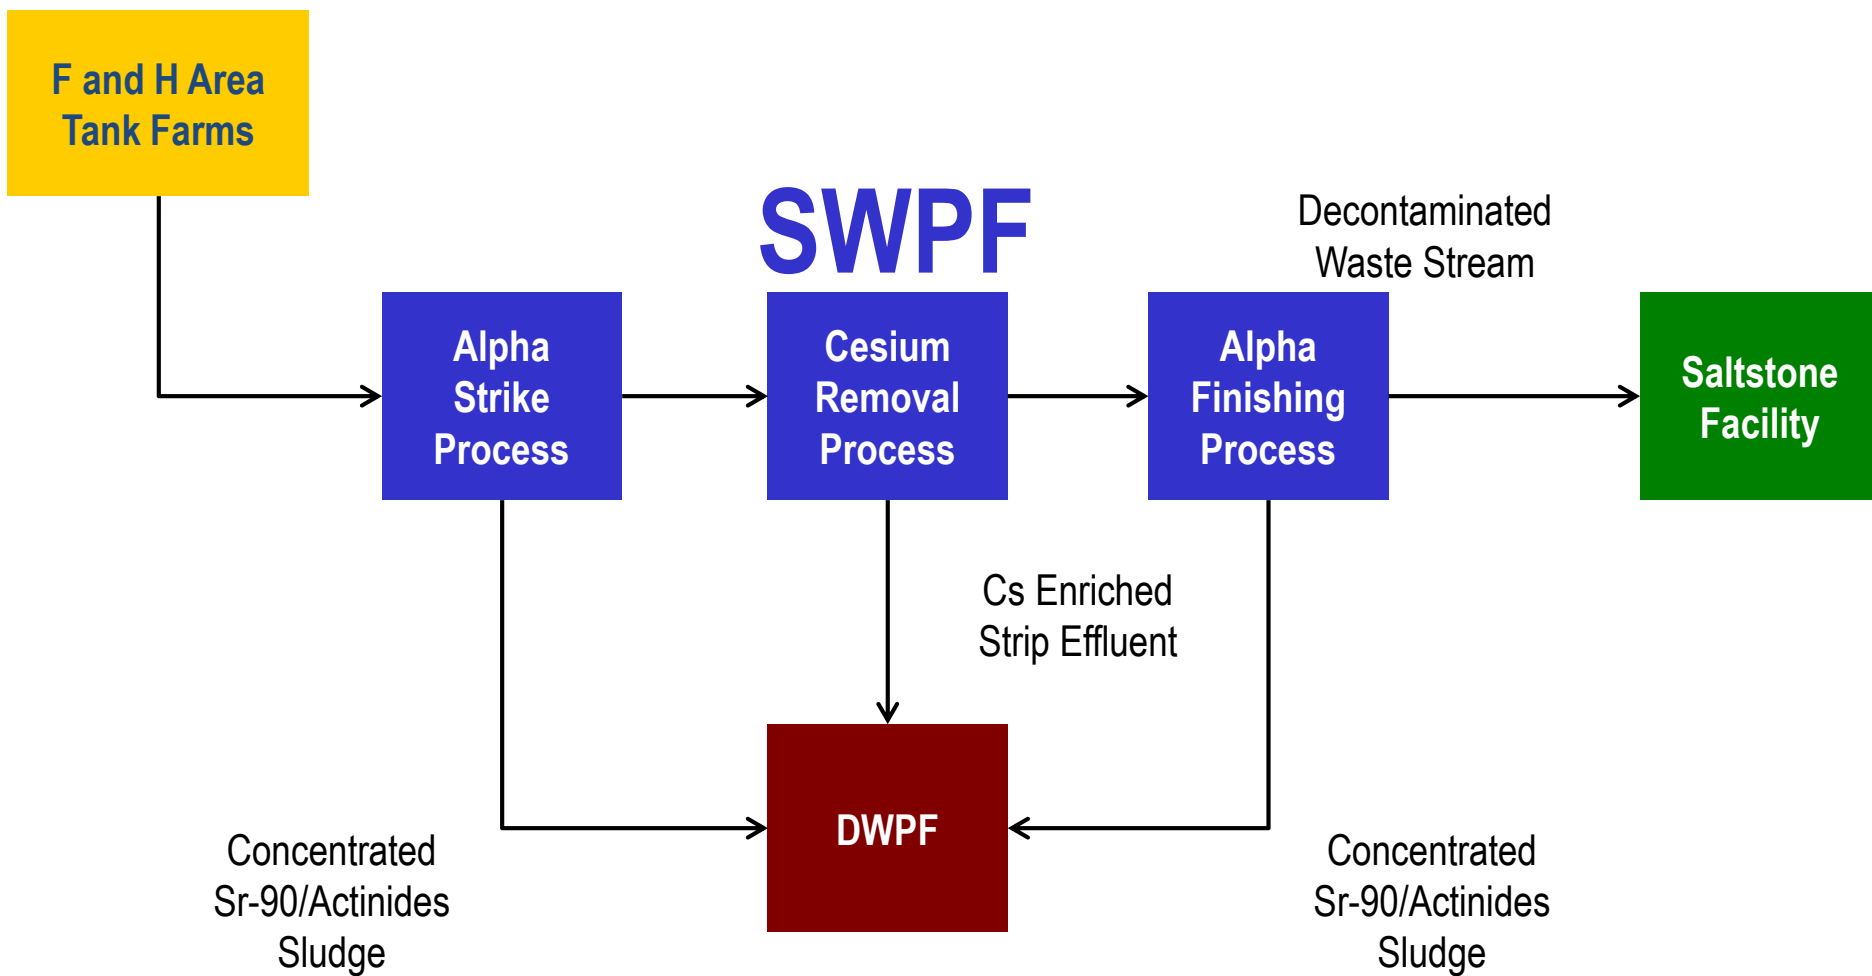 F and H Area
Tank Farms
SWPF
Decontaminated
Waste Stream
Alpha
Strike
Process
Cesium
Removal
Process
Alpha
Finishing
Process
Saltstone
Facility
Cs Enriched
Strip Effluent
DWPF
Concentrated
Sr-90/Actinides
Sludge
Concentrated
Sr-90/Actinides
Sludge